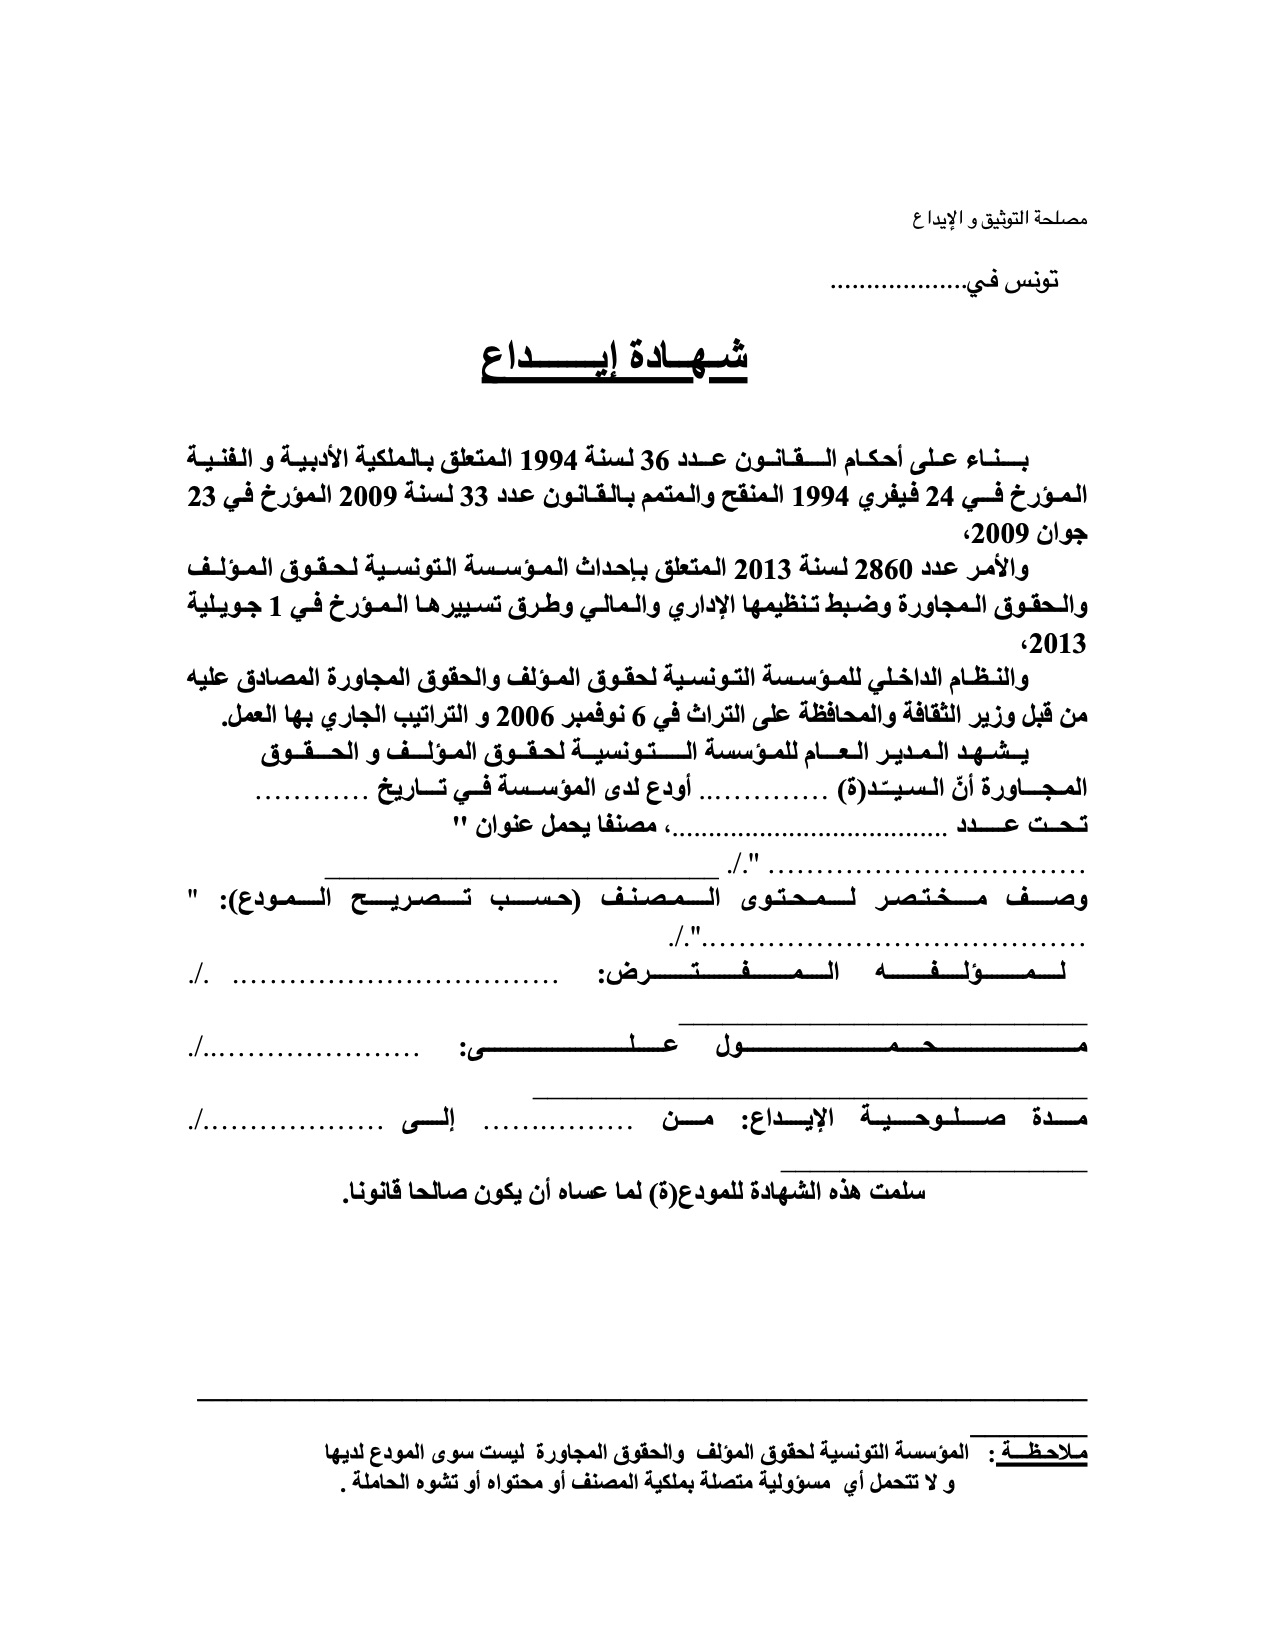 مصلحة التوثيق و الإيداع
تونس في...................
شهادة إيداع
بناء على أحكام القانون عدد 36 لسنة 1994 المتعلق بالملكية الأدبية و الفنية
المؤرخ في 24 فيفري 1994 المنقح والمتمم بالقانون عدد 33 لسنة 2009 المؤرخ في 23
جوان 2009،
والأمر عدد 2860 لسنة 2013 المتعلق بإحداث المؤسسة التونسية لحقوق المؤلف
والحقوق المجاورة وضبط تنظيمها الإداري والمالي وطرق تسييرها المؤرخ في 1 جويلية
2013،
والنظام الداخلي للمؤسسة التونسية لحقوق المؤلف والحقوق المجاورة المصادق عليه
من قبل وزير الثقافة والمحافظة على التراث في 6 نوفمبر 2006 و التراتيب الجاري بها العمل.
يشهد المدير العام للمؤسسة التونسية لحقوق المؤلف و الحقوق
المجاورة أنّ السيّد(ة) ………….. أودع لدى المؤسسة في تاريخ …………
تحت عدد ......................................، مصنفا يحمل عنوان "
…………………………… "./. ___________________________
وصف مختصر لمحتوى المصنف (حسب تصريح المودع): "
…………………………………."./.
لمؤلفه المفترض: …………………………….. ./.
____________________________
محمول على: …………………../.
______________________________________
مدة صلوحية الإيداع: من …………… إلى ………………../.
_____________________
سلمت هذه الشهادة للمودع(ة) لما عساه أن يكون صالحا قانونا.
ملاحظة : المؤسسة التونسية لحقوق المؤلف والحقوق المجاورة ليست سوى المودع لديها
و لا تتحمل أي مسؤولية متصلة بملكية المصنف أو محتواه أو تشوه الحاملة .